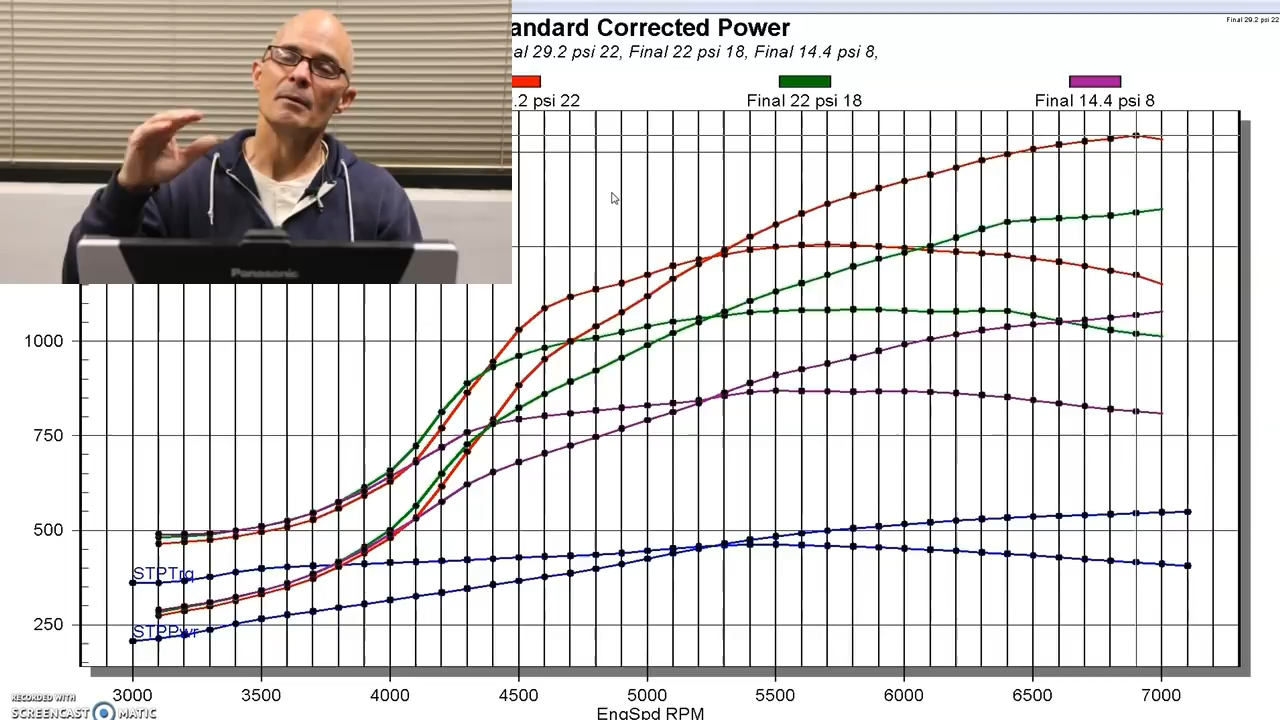 andard Corrected Power
al 29.2 psi 22, Final 22 psi 18, Final 14.4 psi 8,
Final 29.2 psi 22
.2 psi 22
Final 22 psi 18
Final 14.4 psi 8
Panasonic
1000
750
500
STPTrq
250
STPPwr
3000 3500 4000 4500 5000 5500 6000 6500 7000
EngSpd RPM
RECORDED WITH
SCREENCAST MATIC